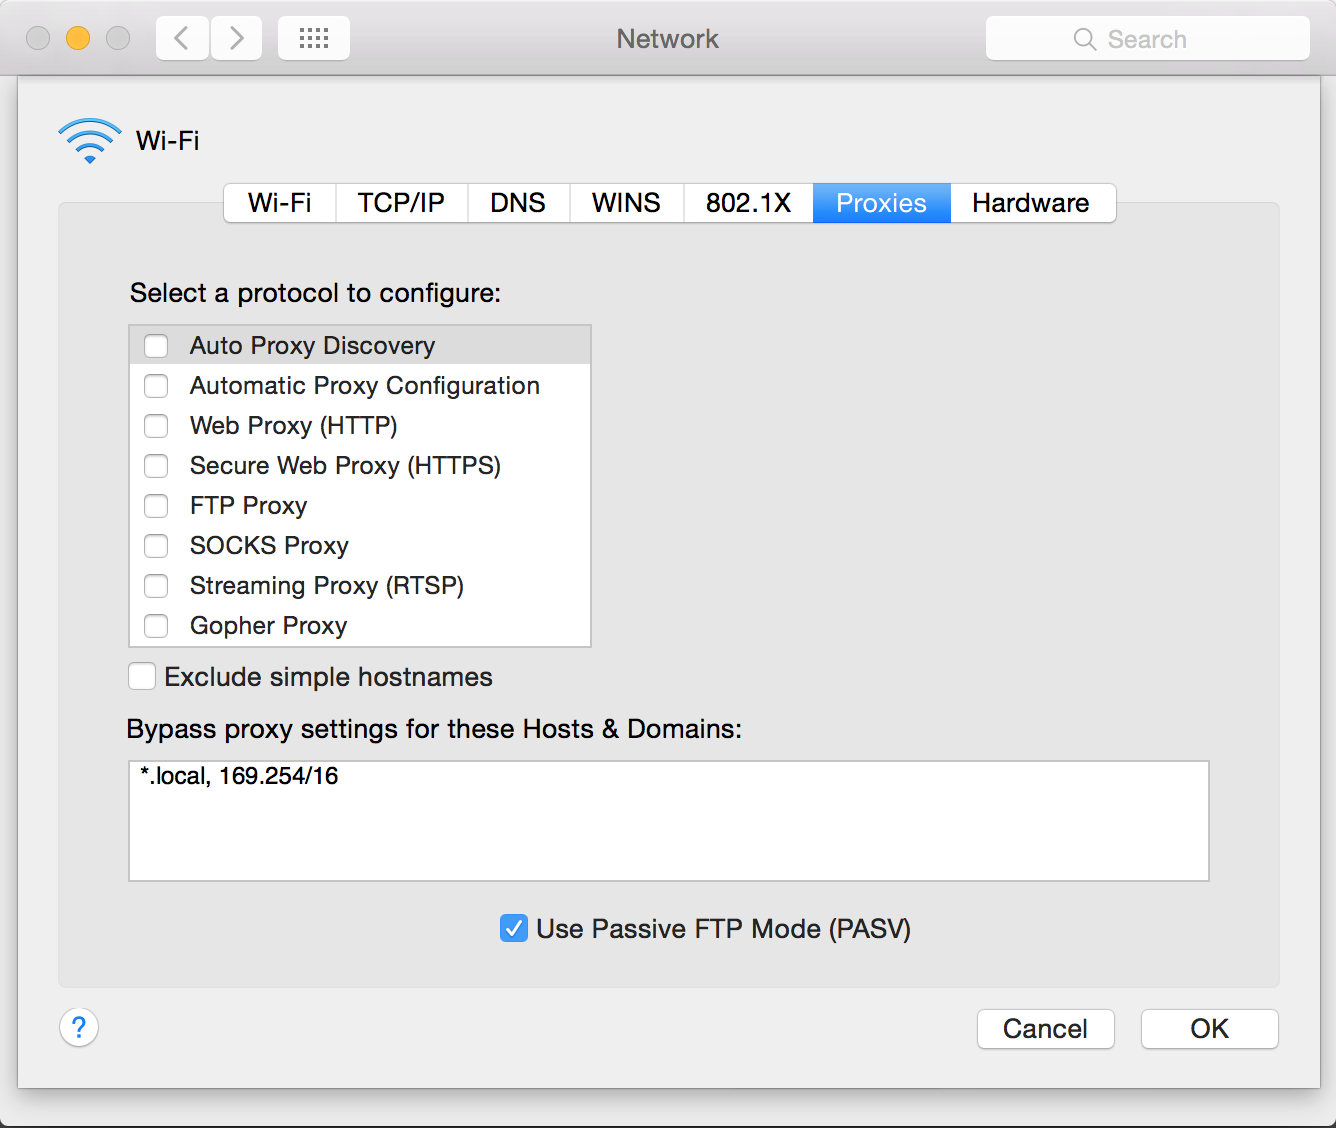 Network
Search
Wi-Fi
Wi-Fi TCP/IP DNS WINS 802.1X Proxies Hardware
Select a protocol to configure:
Auto Proxy Discovery
Automatic Proxy Configuration
Web Proxy (HTTP)
Secure Web Proxy (HTTPS)
FTP Proxy
SOCKS Proxy
Streaming Proxy (RTSP)
Gopher Proxy
Exclude simple hostnames
Bypass proxy settings for these Hosts & Domains:
*.local, 169.254/16
Use Passive FTP Mode (PASV)
?
Cancel
OK